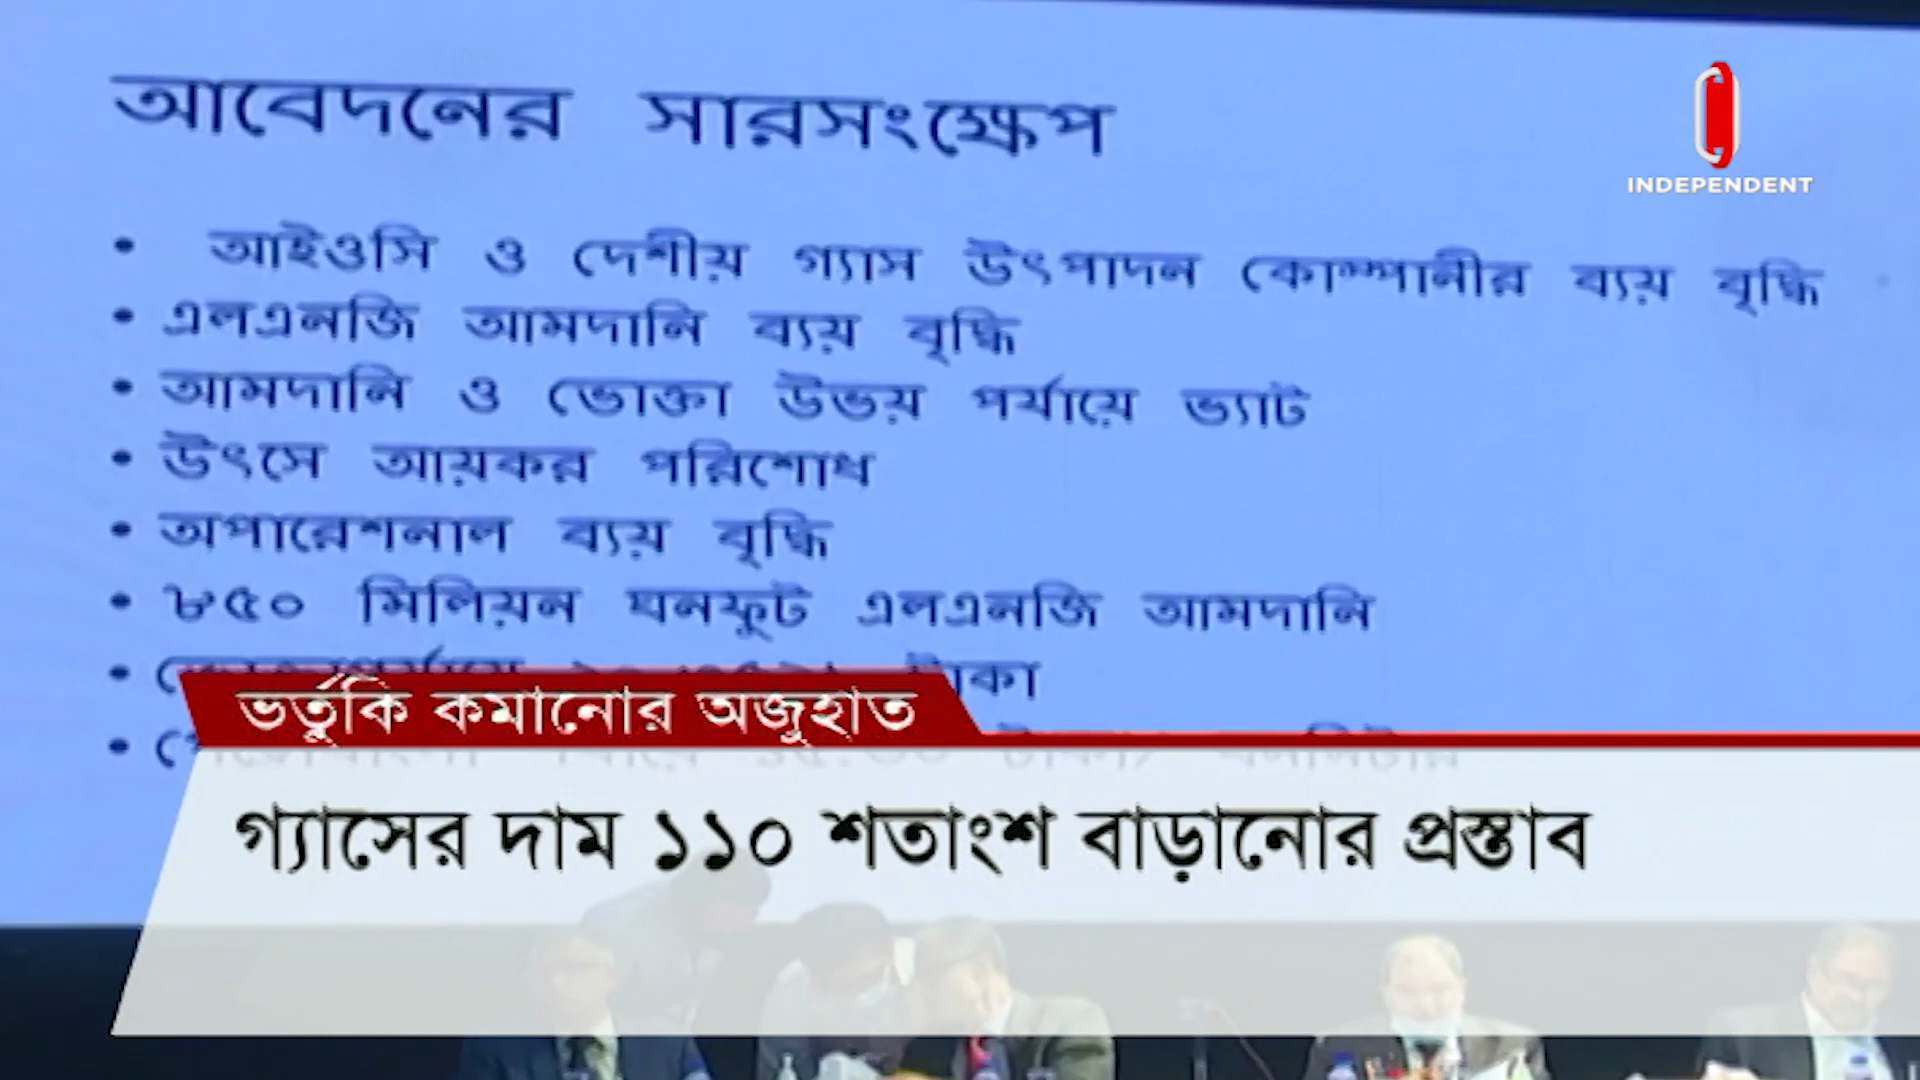 আবেদনের সারসংক্ষেপ
INDEPENDENT
• আইওসি ও দেশীয় গ্যাস উৎপাদন কোম্পানীর ব্যয় বৃদ্ধি
• এলএনজি আমদানি ব্যয় বৃদ্ধি
• আমদানি ও ভোক্তা উভয় পর্যায়ে ভ্যাট
• উৎসে আয়কর পরিশোধ
• অপারেশনাল ব্যয় বৃদ্ধি
• ৮৫০ মিলিয়ন ঘনফুট এলএনজি আমদানি
• টাকা
ভর্তুকি কমানোর অজুহাত
গ্যাসের দাম ১১০ শতাংশ বাড়ানোর প্রস্তাব